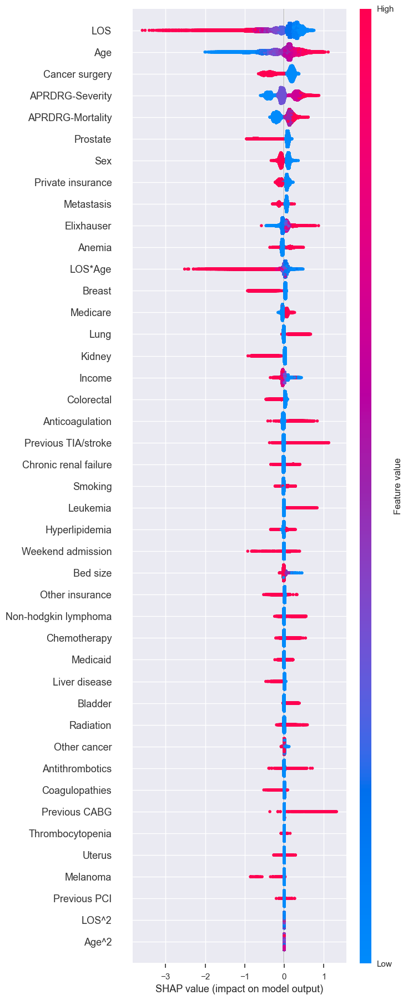 High
LOS
Age
Cancer surgery
APRDRG-Severity
APRDRG-Mortality
Prostate
Sex
Private insurance
Metastasis
Elixhauser
Anemia
LOS*Age
Breast
Medicare
Lung
Kidney
Income
Colorectal
Anticoagulation
Previous TIA/stroke
Chronic renal failure
Smoking
Leukemia
Hyperlipidemia
Weekend admission
Bed size
Other insurance
Non-hodgkin lymphoma
Chemotherapy
Medicaid
Liver disease
Bladder
Radiation
Other cancer
Antithrombotics
Coagulopathies
Previous CABG
Thrombocytopenia
Uterus
Melanoma
Previous PCI
LOS^2
Age^2
Feature value
Low
−3 −2 −1 0 1
SHAP value (impact on model output)